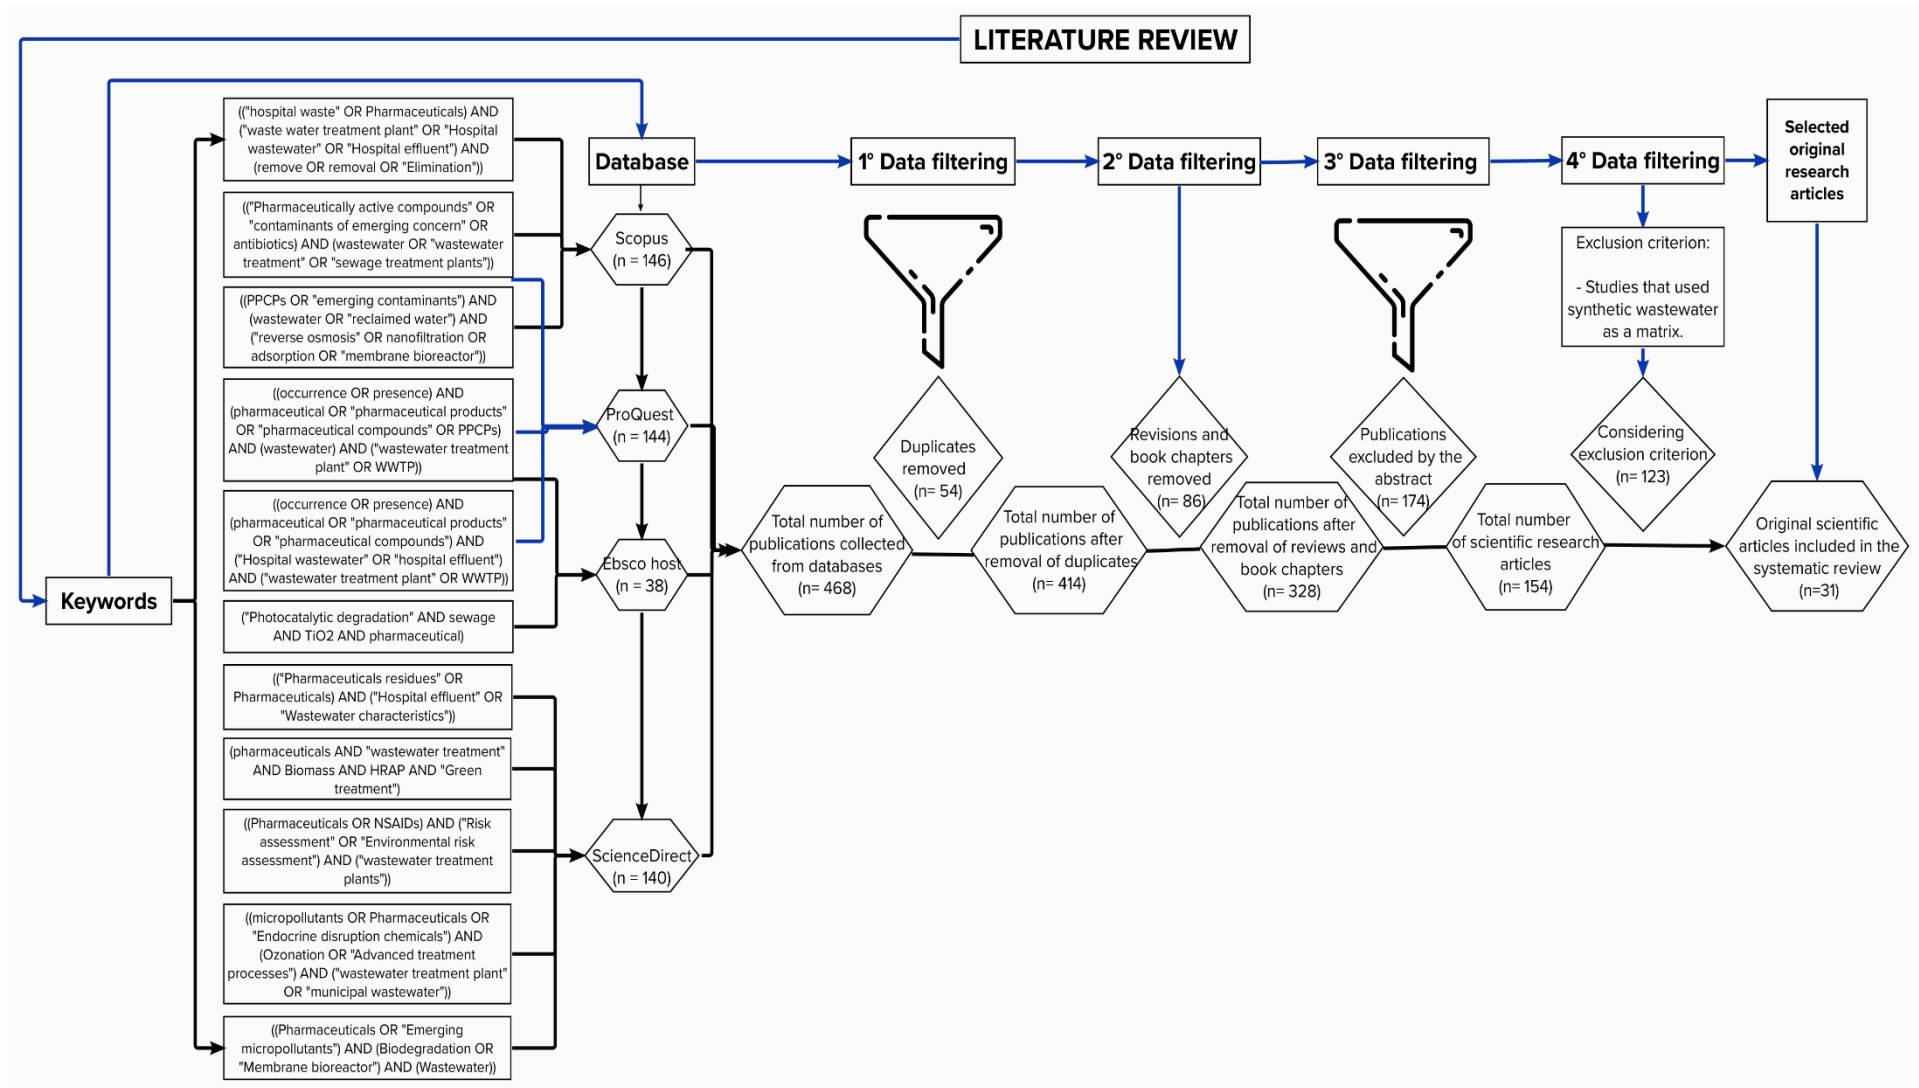 LITERATURE REVIEW
Keywords
(("hospital waste" OR Pharmaceuticals) AND
("waste water treatment plant" OR "Hospital
wastewater" OR "Hospital effluent") AND
(remove OR removal OR "Elimination"))
(("Pharmaceutically active compounds" OR
"contaminants of emerging concern" OR
antibiotics) AND (wastewater OR "wastewater
treatment" OR "sewage treatment plants"))
((PPCPs OR "emerging contaminants") AND
(wastewater OR "reclaimed water") AND
("reverse osmosis" OR nanofiltration OR
adsorption OR "membrane bioreactor"))
((occurrence OR presence) AND
(pharmaceutical OR "pharmaceutical products"
OR "pharmaceutical compounds" OR PPCPs)
AND (wastewater) AND ("wastewater treatment
plant" OR WWTP))
((occurrence OR presence) AND
(pharmaceutical OR "pharmaceutical products"
OR "pharmaceutical compounds) AND
("Hospital wastewater" OR "hospital effluent")
AND ("wastewater treatment plant" OR WWTP))
("Photocatalytic degradation" AND sewage
AND TiO2 AND pharmaceutical)
(("Pharmaceuticals residues" OR
Pharmaceuticals) AND ("Hospital effluent" OR
"Wastewater characteristics"))
(pharmaceuticals AND "wastewater treatment"
AND Biomass AND HRAP AND "Green
treatment")
((Pharmaceuticals OR NSAIDs) AND ("Risk
assessment" OR "Environmental risk
assessment") AND ("wastewater treatment
plants"))
((micropollutants OR Pharmaceuticals OR
"Endocrine disruption chemicals") AND
(Ozonation OR "Advanced treatment
processes") AND ("wastewater treatment plant"
OR "municipal wastewater"))
((Pharmaceuticals OR "Emerging
micropollutants") AND (Biodegradation OR
"Membrane bioreactor") AND (Wastewater))
Database
Scopus
(n = 146)
ProQuest
(n = 144)
Ebsco host
(n = 38)
ScienceDirect
(n = 140)
1° Data filtering
2° Data filtering
3° Data filtering
4° Data filtering
Selected
original
research
articles
Exclusion criterion:
- Studies that used
synthetic wastewater
as a matrix.
Duplicates
removed
(n= 54)
Revisions and
book chapters
removed
(n= 86)
Publications
excluded by the
abstract
(n= 174)
Considering
exclusion criterion
(n= 123)
Total number of
publications collected
from databases
(n= 468)
Total number of
publications after
removal of duplicates
(n= 414)
Total number of
publications after
removal of reviews and
book chapters
(n= 328)
Total number
of scientific research
articles
(n= 154)
Original scientific
articles included in the
systematic review
(n=31)